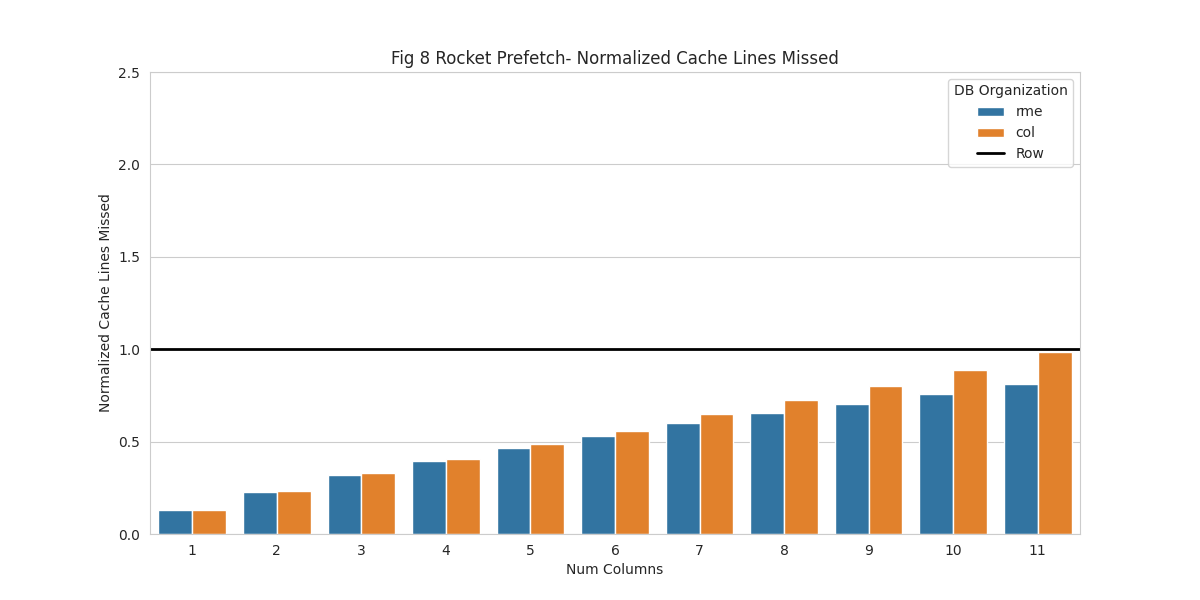 Fig 8 Rocket Prefetch- Normalized Cache Lines Missed
DB Organization
rme
col
Row
Normalized Cache Lines Missed
2.5
2.0
1.5
1.0
0.5
0.0
1 2 3 4 5 6 7 8 9 10 11
Num Columns